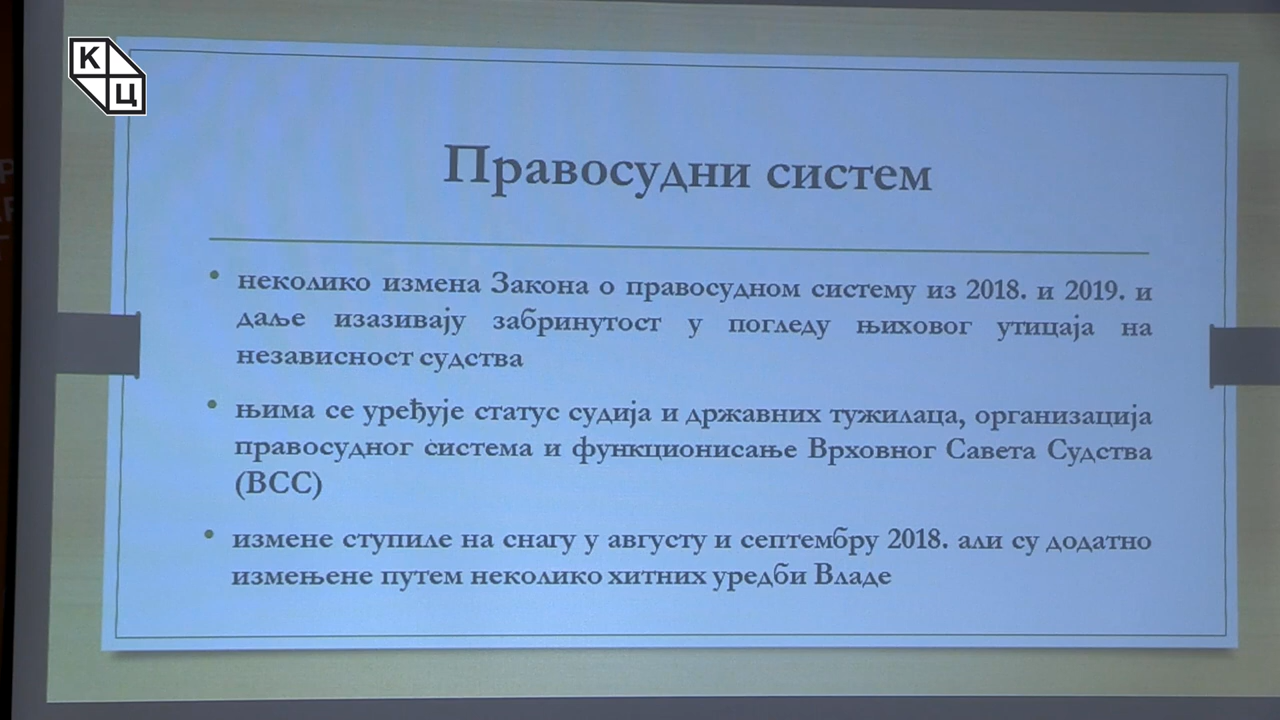 К
Ц
Правосудни систем
• неколико измена Закона о правосудном систему из 2018. и 2019. и
даље изазивају забринутост у погледу њиховог утицаја на
независност судства
• њима се уређује статус судија и државних тужилаца, организација
правосудног система и функционисање Врховног Савета Судства
(ВСС)
• измене ступиле на снагу у августу и септембру 2018. али су додатно
измењене путем неколико хитних уредби Владе